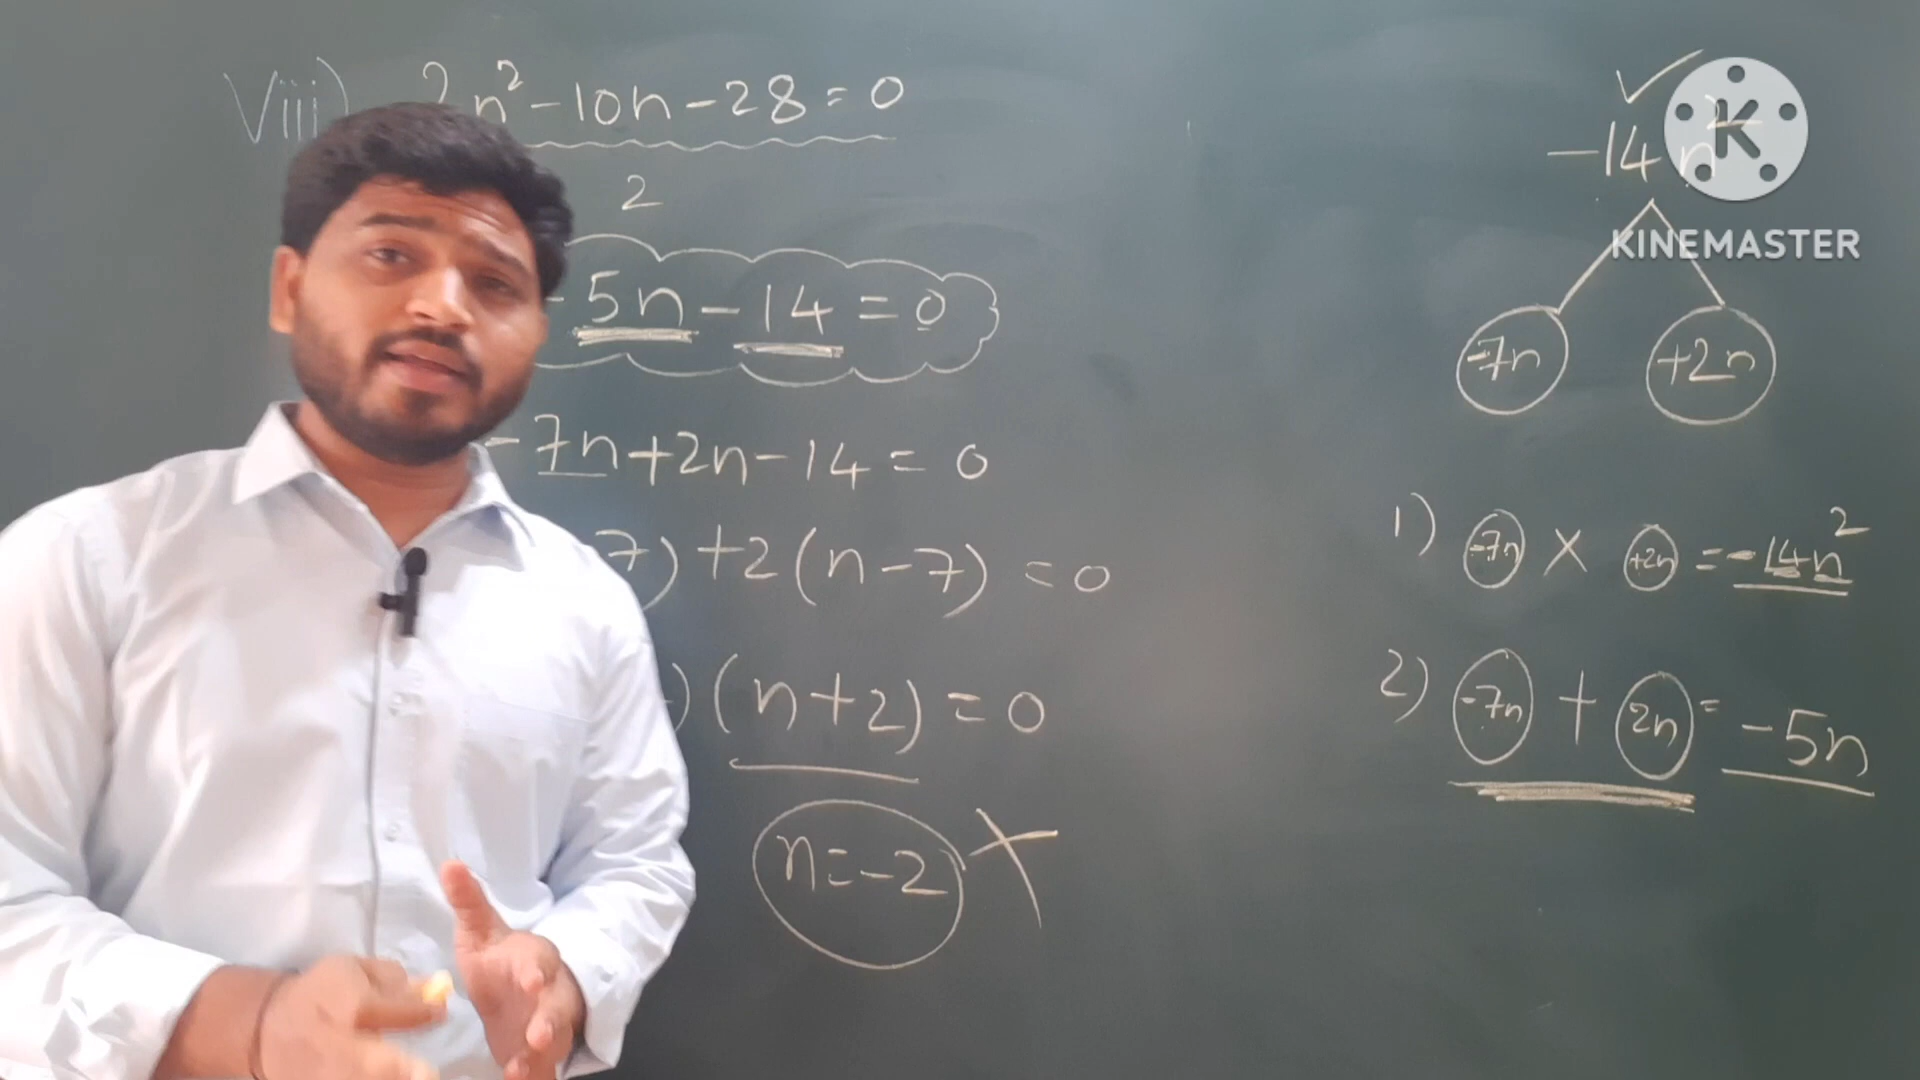 Viii) 2n² - 10n - 28 = 0
2
- 5n - 14 = 0
- 7n + 2n - 14 = 0
7) + 2 (n - 7) = 0
) (n + 2) = 0
n = -2 X
✓
-14n²
K
KINEMASTER
-7n +2n
1) -7n X +2n = -14n²
2) -7n + 2n = -5n